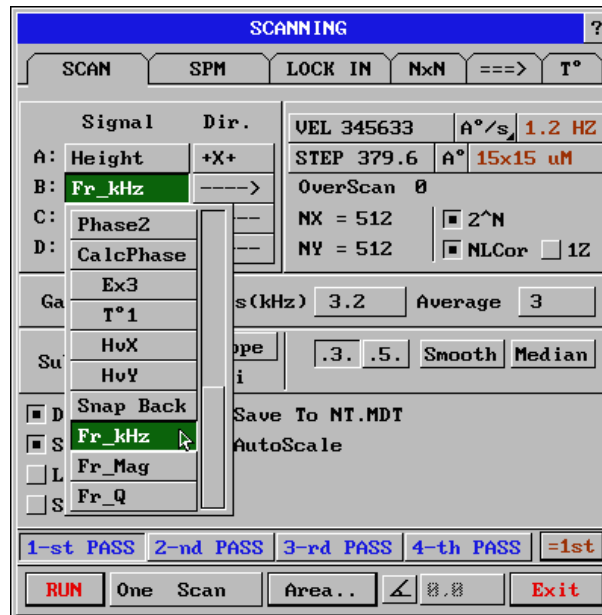 SCANNING ?
SCAN SPM LOCK IN NxN ===> T°
Signal Dir.
A: Height +X+
B: Fr_kHz ---->
C: --
D: --
VEL 345633 A°/s 1.2 HZ
STEP 379.6 A° 15x15 uM
OverScan 0
NX = 512 2^N
NY = 512 NLCor 1Z
Phase2
CalcPhase
Ex3
T°1
HvX
HvY
Snap Back
Fr_kHz
Fr_Mag
Fr_Q
Ga s(kHz) 3.2 Average 3
Su ope .3. .5. Smooth Median
i
D Save To NT.MDT
S AutoScale
L
S
1-st PASS 2-nd PASS 3-rd PASS 4-th PASS =1st
RUN One Scan Area.. 0.0 Exit